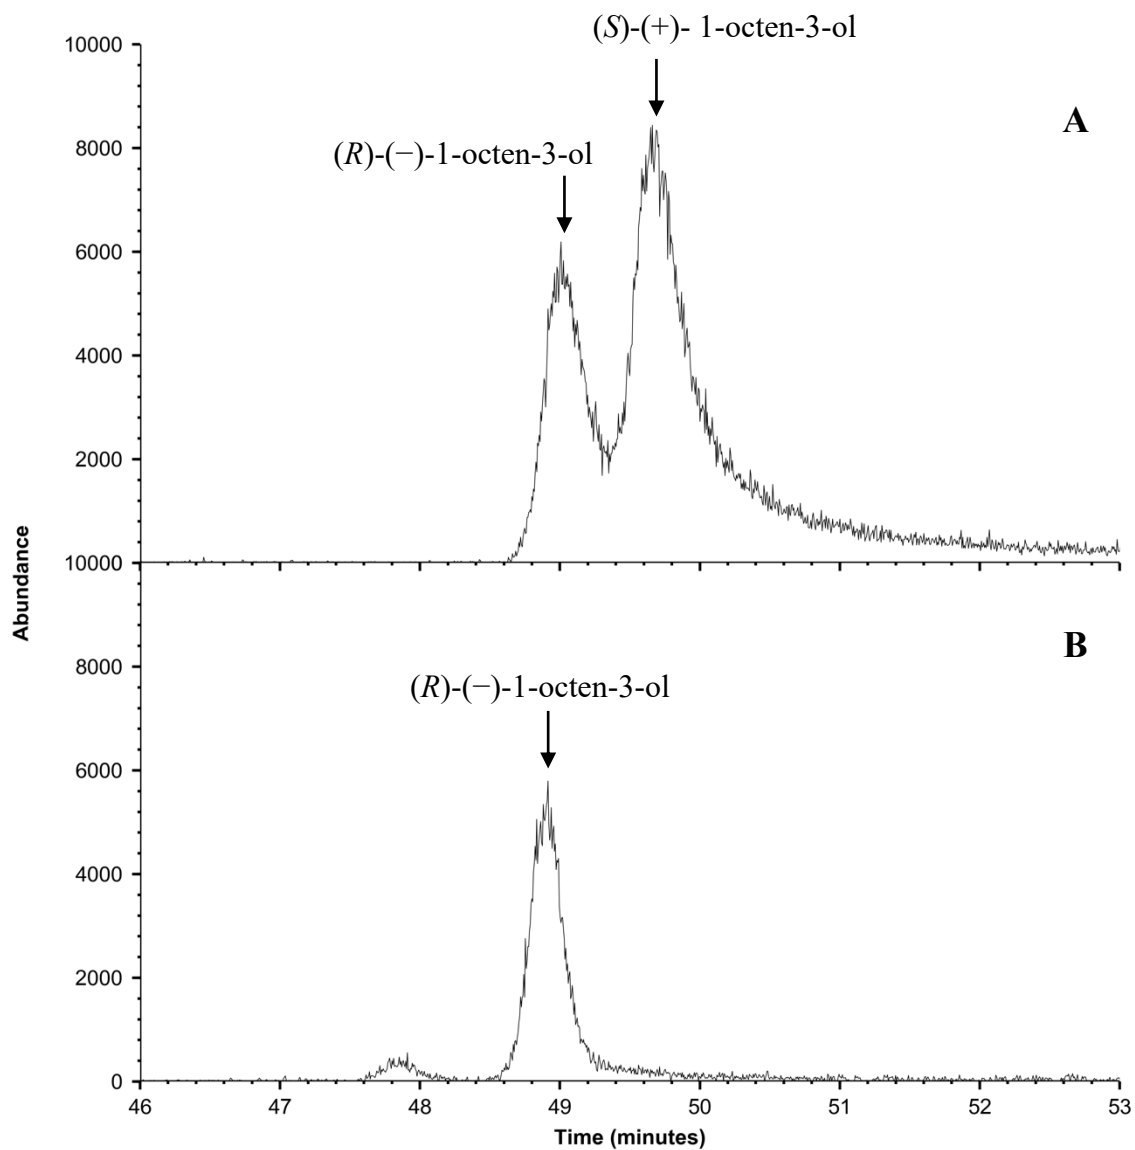 (S)-(+)- 1-octen-3-ol
10000
A
8000
(R)-(−)-1-octen-3-ol
6000
4000
2000
10000
Abundance
8000
B
(R)-(−)-1-octen-3-ol
6000
4000
2000
0
46 47 48 49 50 51 52 53
Time (minutes)